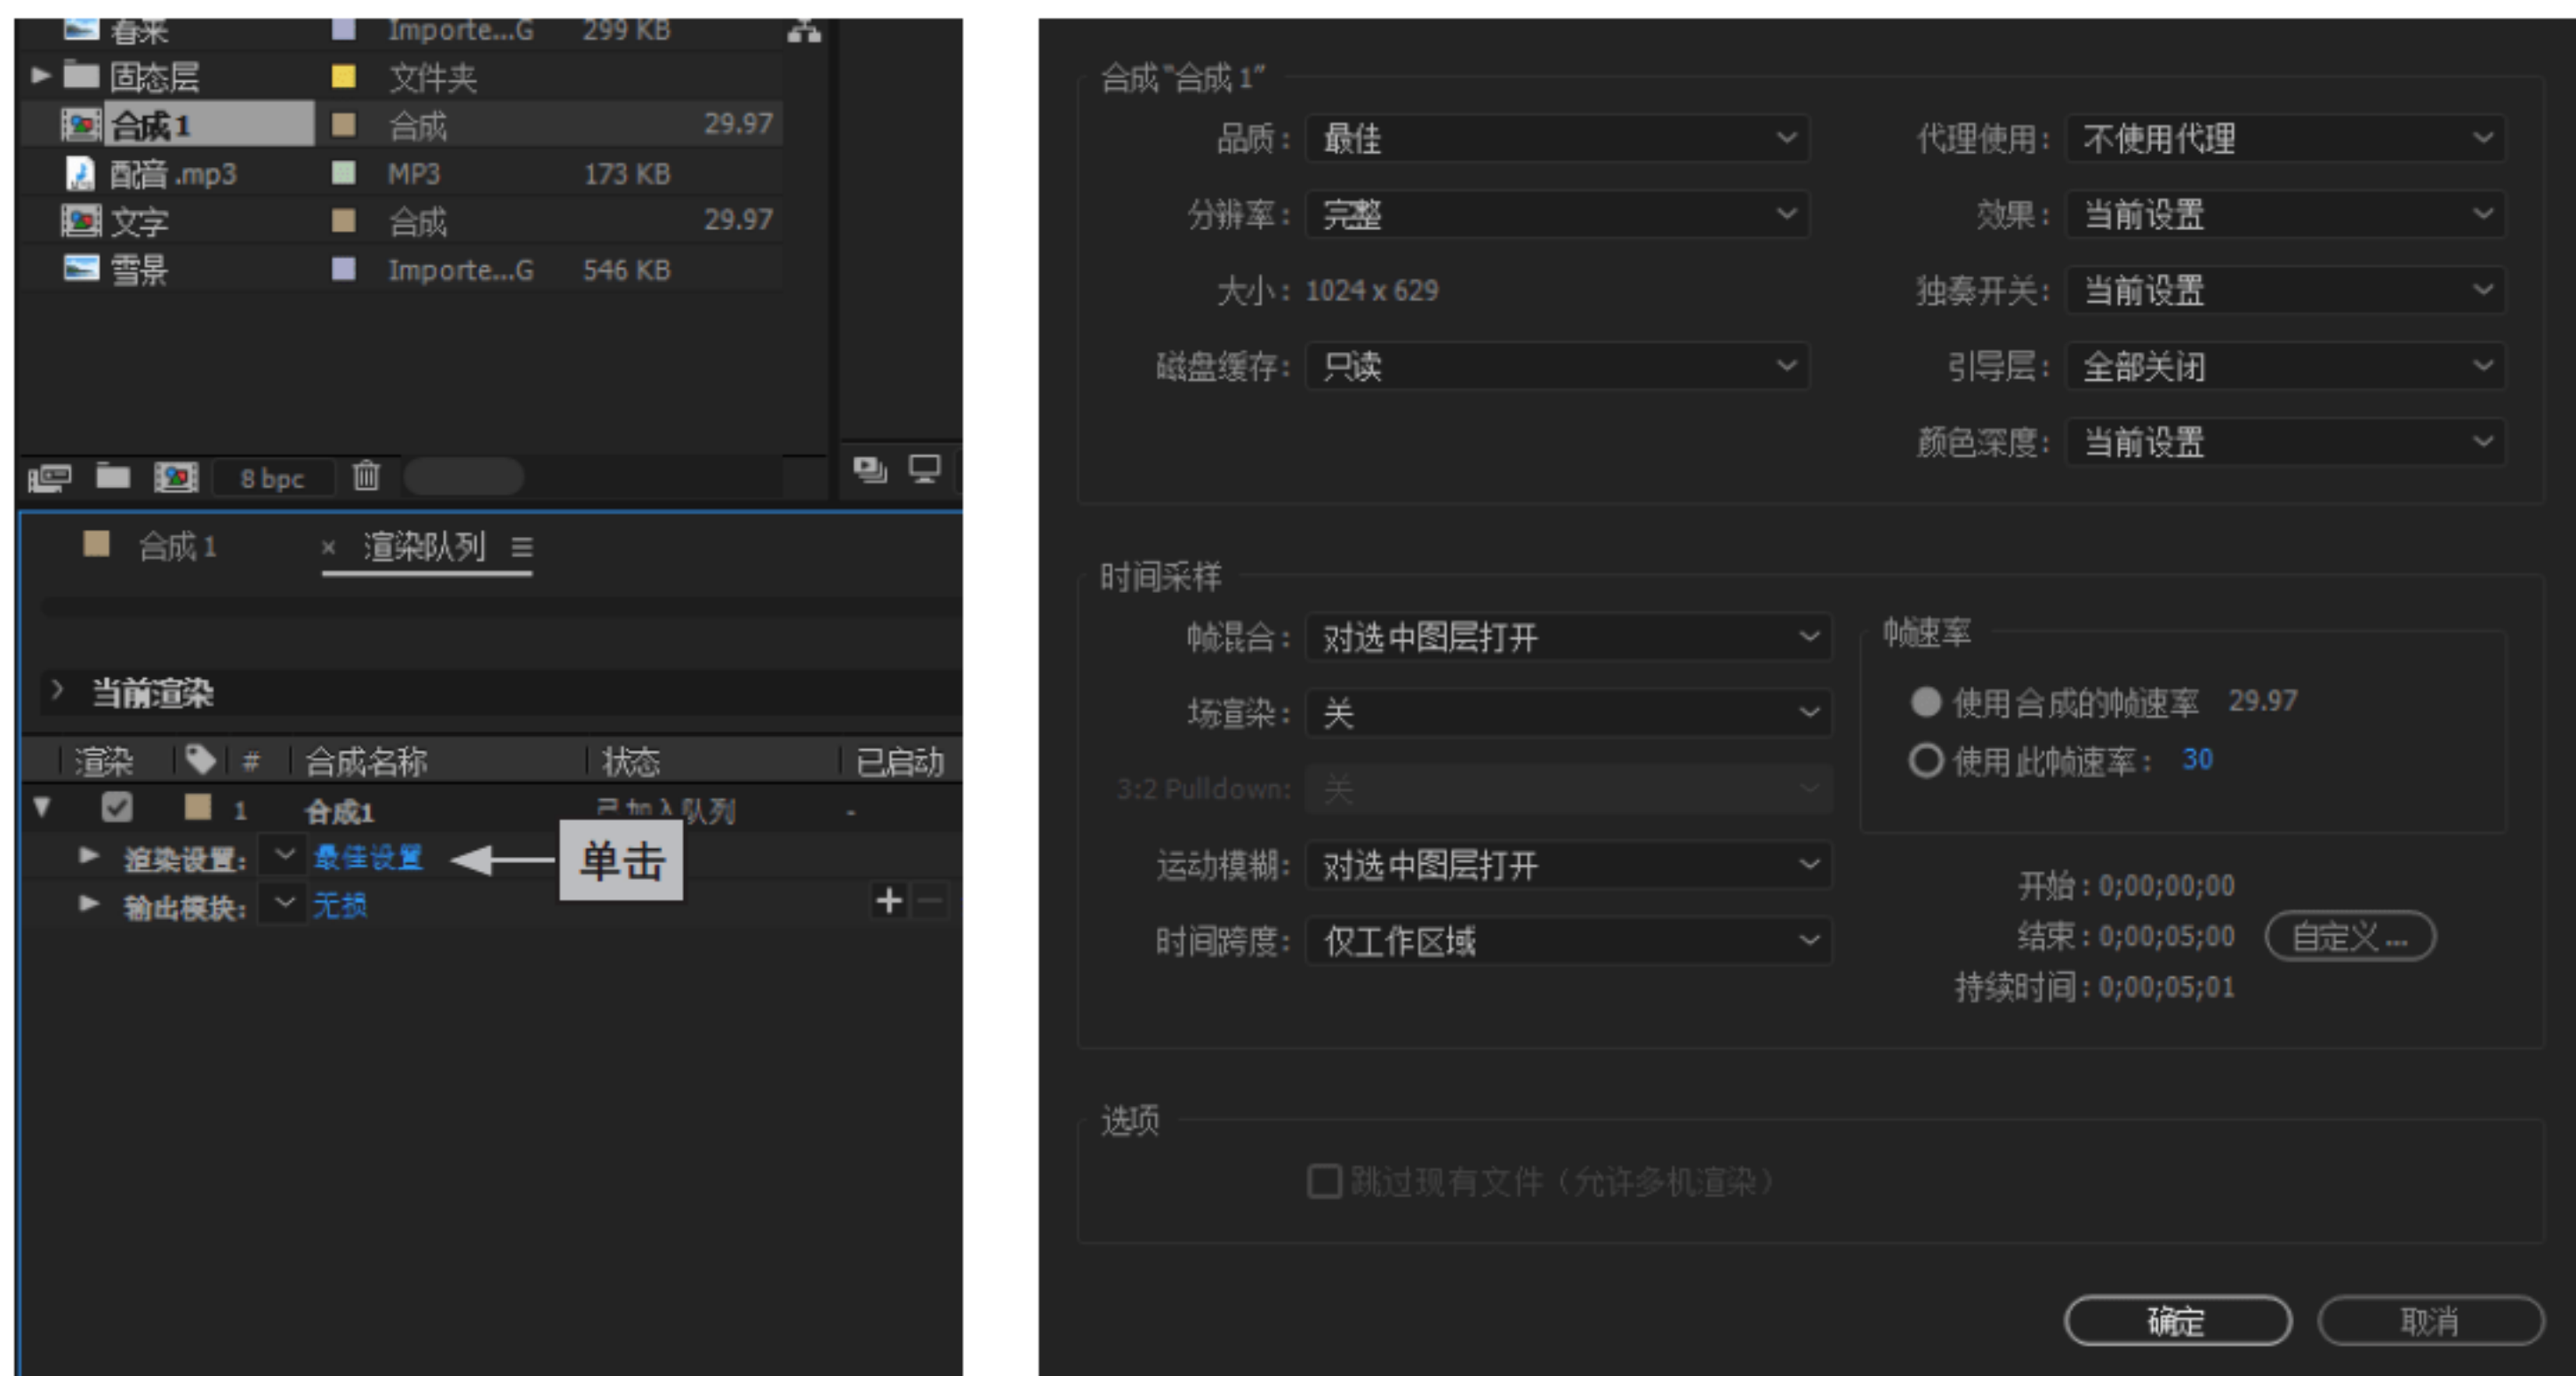 春来 Importe...G 299 KB
固态层 文件夹
合成 1 合成 29.97
配音.mp3 MP3 173 KB
文字 合成 29.97
雪景 Importe...G 546 KB
8 bpc
合成 1 × 渲染队列 ≡
当前渲染
渲染 # 合成名称 状态 已启动
1 合成1 已加入队列 -
渲染设置: 最佳设置
单击
输出模块: 无损
合成“合成 1”
品质: 最佳
代理使用: 不使用代理
分辨率: 完整
效果: 当前设置
大小: 1024 x 629
独奏开关: 当前设置
磁盘缓存: 只读
引导层: 全部关闭
颜色深度: 当前设置
时间采样
帧混合: 对选中图层打开
场渲染: 关
3:2 Pulldown: 关
运动模糊: 对选中图层打开
时间跨度: 仅工作区域
帧速率
使用合成的帧速率 29.97
使用此帧速率: 30
开始: 0;00;00;00
结束: 0;00;05;00 自定义...
持续时间: 0;00;05;01
选项
跳过现有文件（允许多机渲染）
确定 取消